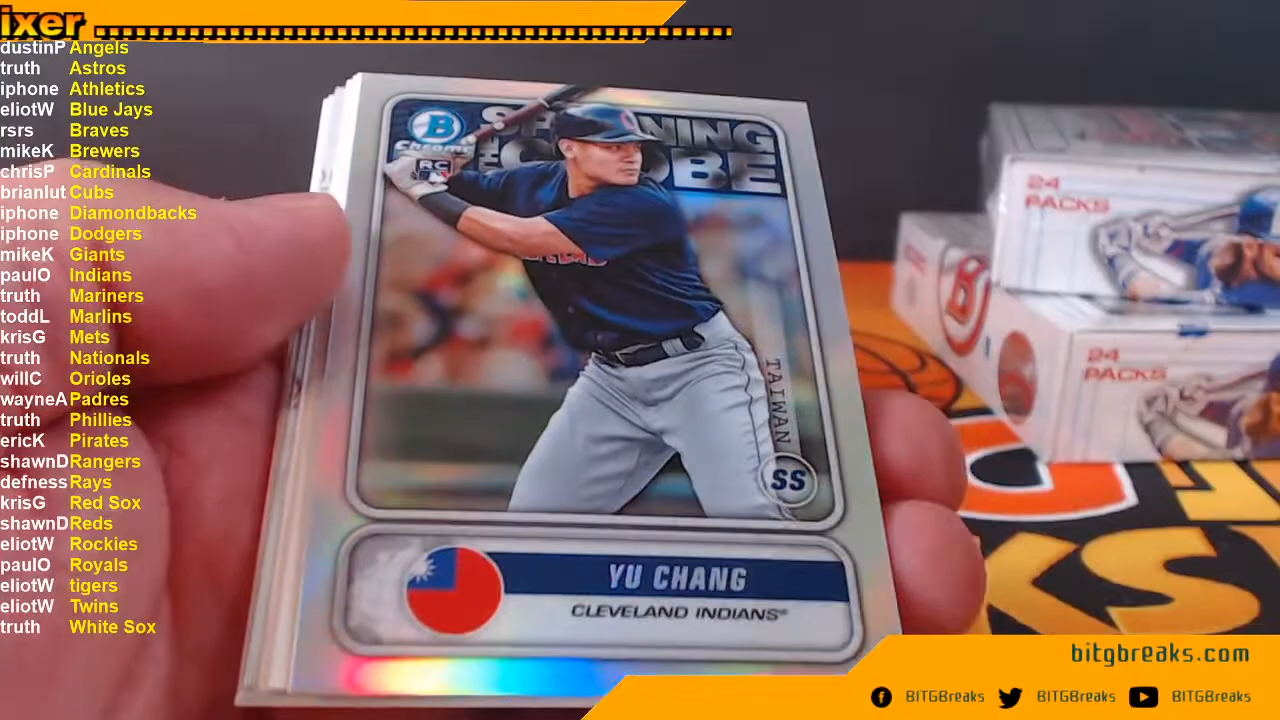 ixer
dustinP Angels
truth Astros
iphone Athletics
eliotW Blue Jays
rsrs Braves
mikeK Brewers
chrisP Cardinals
brianlut Cubs
iphone Diamondbacks
iphone Dodgers
mikeK Giants
paulO Indians
truth Mariners
toddL Marlins
krisG Mets
truth Nationals
willC Orioles
wayneA Padres
truth Phillies
ericK Pirates
shawnD Rangers
defness Rays
krisG Red Sox
shawnD Reds
eliotW Rockies
paulO Royals
eliotW tigers
eliotW Twins
truth White Sox
B
Chrome
RC
THE
TAIWAN
SS
YU CHANG
CLEVELAND INDIANS®
24
PACKS
B
24
PACKS
KS
bitgbreaks.com
BITGBreaks
BITGBreaks
BITGBreaks